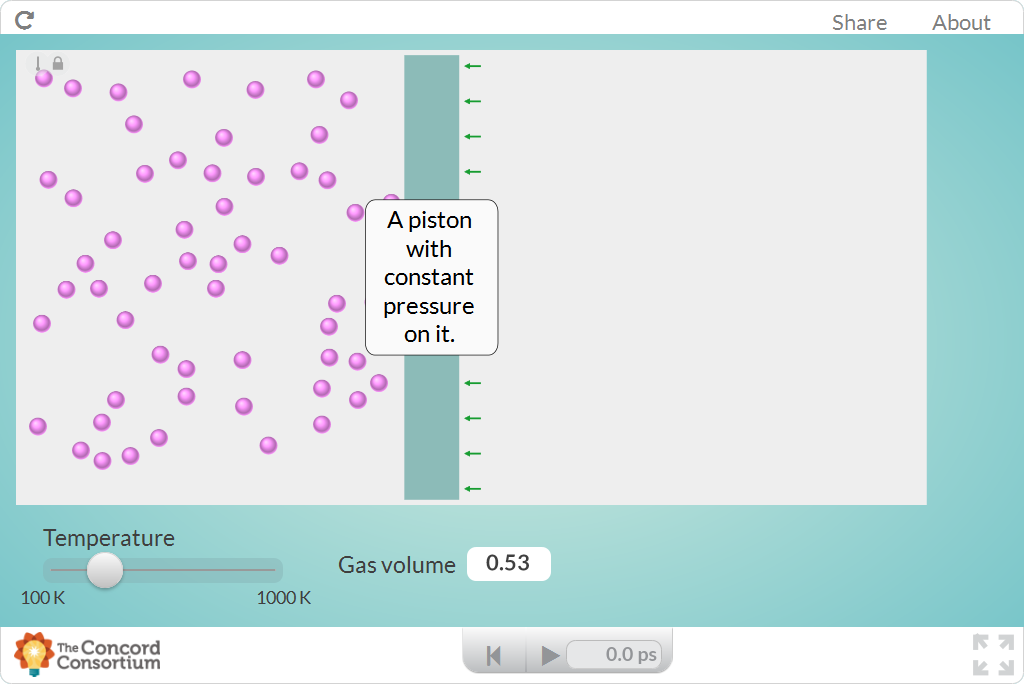 Share About
A piston
with
constant
pressure
on it.
Temperature
100 K 1000 K
Gas volume 0.53
The Concord
Consortium
0.0 ps